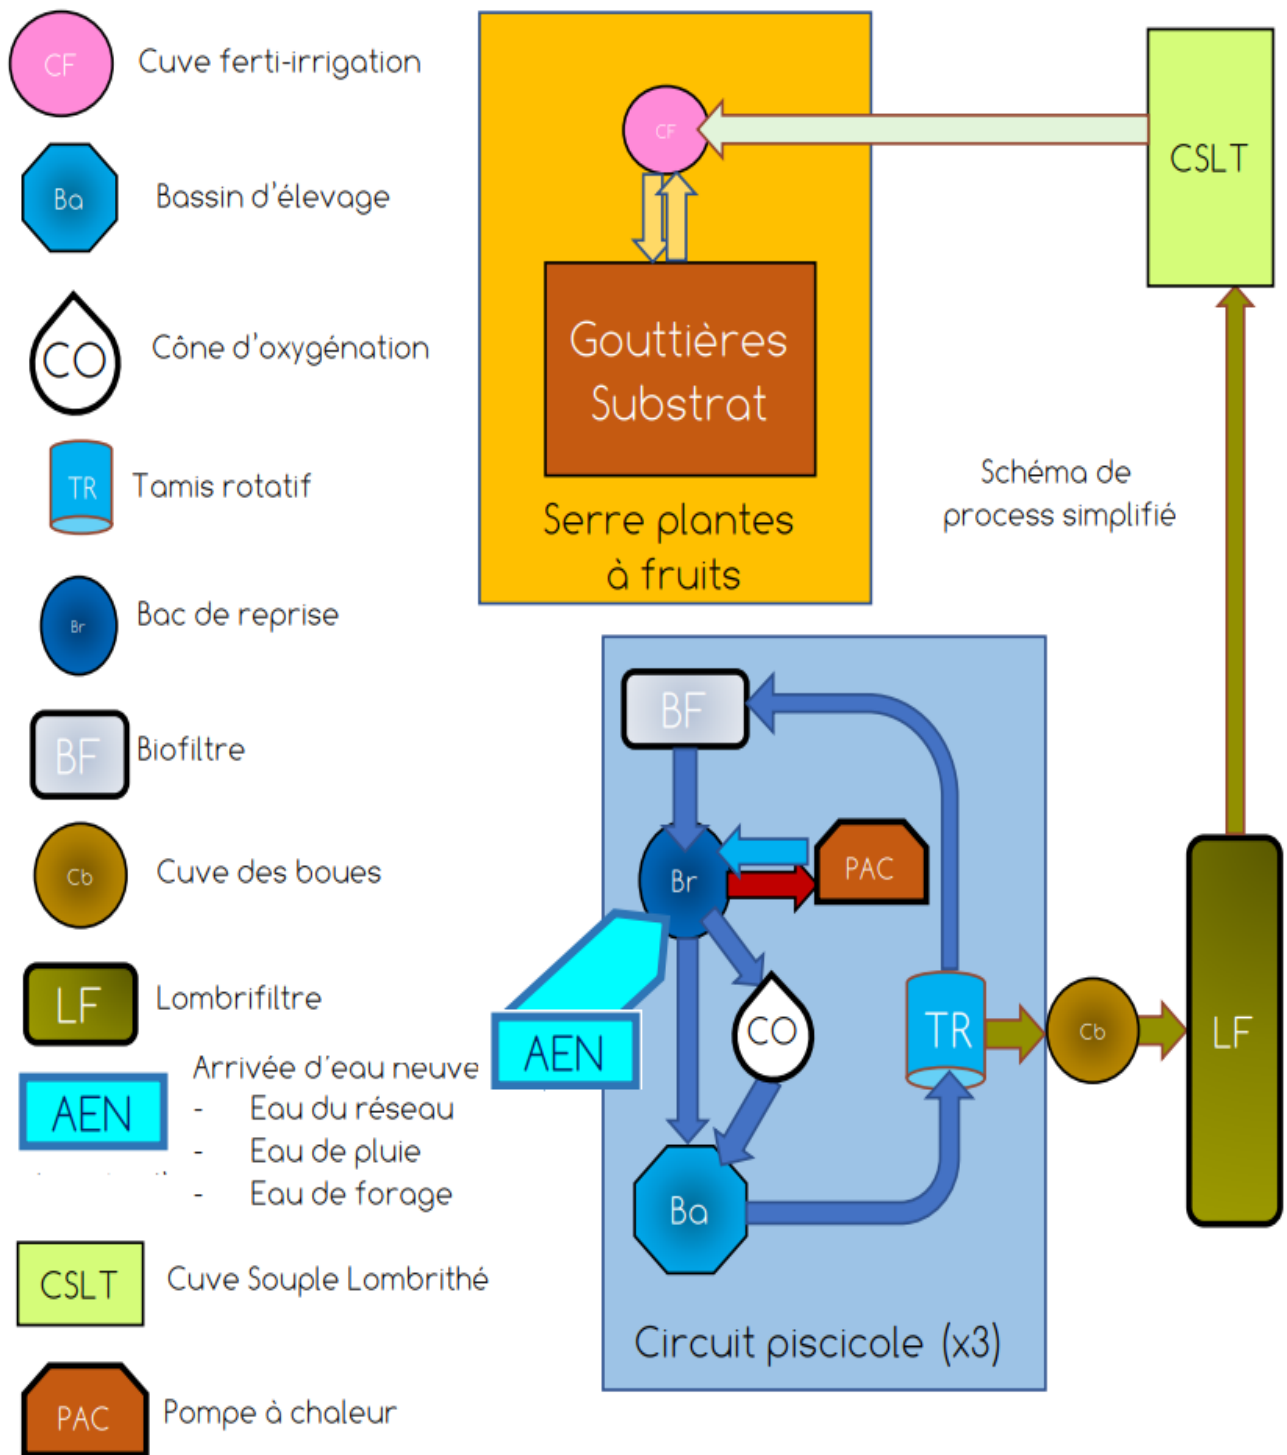 CF Cuve ferti-irrigation
Ba Bassin d'élevage
CO Cône d'oxygénation
TR Tamis rotatif
Br Bac de reprise
BF Biofiltre
Cb Cuve des boues
LF Lombrifiltre
AEN Arrivée d'eau neuve
- Eau du réseau
- Eau de pluie
- Eau de forage
CSLT Cuve Souple Lombrithé
PAC Pompe à chaleur
CF
Gouttières
Substrat
Serre plantes
à fruits
CSLT
Schéma de
process simplifié
BF
Br
PAC
AEN
CO
TR
Cb
LF
Ba
Circuit piscicole (x3)